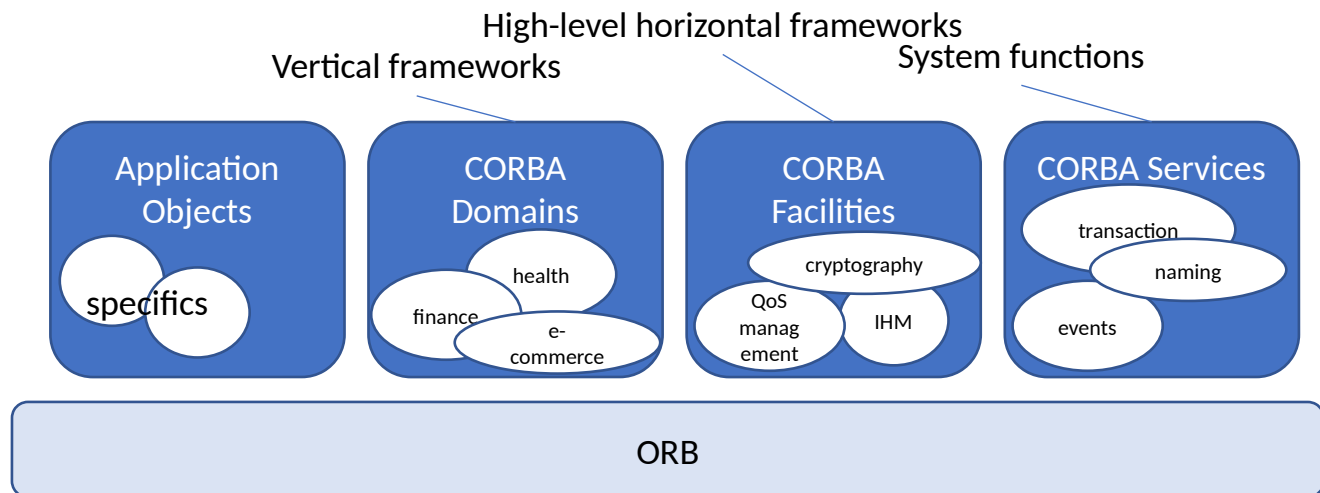 High-level horizontal frameworks
System functions
Vertical frameworks
Application
Objects
specifics
CORBA
Domains
health
finance
e-
commerce
CORBA
Facilities
cryptography
QoS
manag
ement
IHM
CORBA Services
transaction
naming
events
ORB